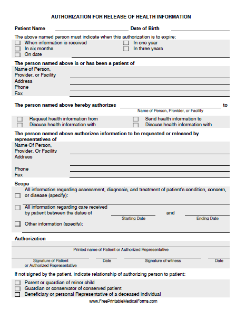 AUTHORIZATION FOR RELEASE OF HEALTH INFORMATION
Patient Name Date of Birth
The above named person must indicate when this authorization is to expire:
When information is received In one year
In six months In three years
On date
The person named above is or has been a patient of
Name of Person,
Provider, or Facility
Address
Phone
Fax
The person named above hereby authorizes to
Name of Person, Provider, or Facility
Request health information from Send health information to
Discuss health information with Discuss health information with
The person named above authorizes information to be requested or released by
representatives of
Name Of Person,
Provider, Or Facility
Address
Phone
Fax
Scope
All information regarding assessment, diagnosis, and treatment of patient's condition, concern,
or disease (specify):
All information regarding care received
by patient between the dates of and
Starting Date Ending Date
Other information (specify):
Authorization
Printed name of Patient or Authorized Representative
Signature of Patient Date Signature of witness Date
or Authorized Representative
If not signed by the patient, indicate relationship of authorizing person to patient:
Parent or guardian of minor child
Guardian or conservator of conserved patient
Beneficiary or personal Representative of a deceased individual
www.FreePrintableMedicalForms.com